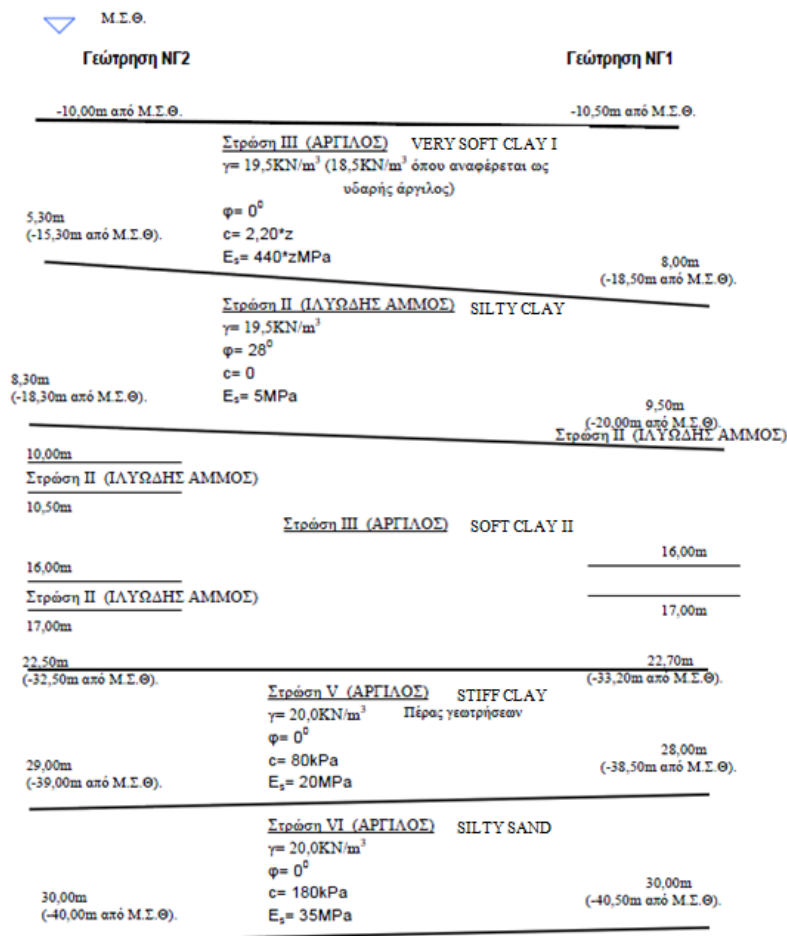 Μ.Σ.Θ.
Γεώτρηση ΝΓ2
Γεώτρηση ΝΓ1
-10,00m από Μ.Σ.Θ.
-10,50m από Μ.Σ.Θ.
Στρώση ΙΙΙ (ΑΡΓΙΛΟΣ) VERY SOFT CLAY I
γ= 19,5KN/m³ (18,5KN/m³ όπου αναφέρεται ως
υδαρής άργιλος)
φ= 0⁰
c= 2,20*z
Eₛ= 440*zMPa
5,30m
(-15,30m από Μ.Σ.Θ).
8,00m
(-18,50m από Μ.Σ.Θ).
Στρώση ΙΙ (ΙΛΥΩΔΗΣ ΑΜΜΟΣ) SILTY CLAY
γ= 19,5KN/m³
φ= 28⁰
c= 0
Eₛ= 5MPa
8,30m
(-18,30m από Μ.Σ.Θ).
9,50m
(-20,00m από Μ.Σ.Θ).
Στρώση ΙΙ (ΙΛΥΩΔΗΣ ΑΜΜΟΣ)
10,00m
Στρώση ΙΙ (ΙΛΥΩΔΗΣ ΑΜΜΟΣ)
10,50m
Στρώση ΙΙΙ (ΑΡΓΙΛΟΣ) SOFT CLAY II
16,00m
16,00m
Στρώση ΙΙ (ΙΛΥΩΔΗΣ ΑΜΜΟΣ)
17,00m
17,00m
22,50m
(-32,50m από Μ.Σ.Θ).
22,70m
(-33,20m από Μ.Σ.Θ).
Στρώση V (ΑΡΓΙΛΟΣ) STIFF CLAY
γ= 20,0KN/m³ Πέρας γεωτρήσεων
φ= 0⁰
c= 80kPa
Eₛ= 20MPa
29,00m
(-39,00m από Μ.Σ.Θ).
28,00m
(-38,50m από Μ.Σ.Θ).
Στρώση VI (ΑΡΓΙΛΟΣ) SILTY SAND
γ= 20,0KN/m³
φ= 0⁰
c= 180kPa
Eₛ= 35MPa
30,00m
(-40,00m από Μ.Σ.Θ).
30,00m
(-40,50m από Μ.Σ.Θ).